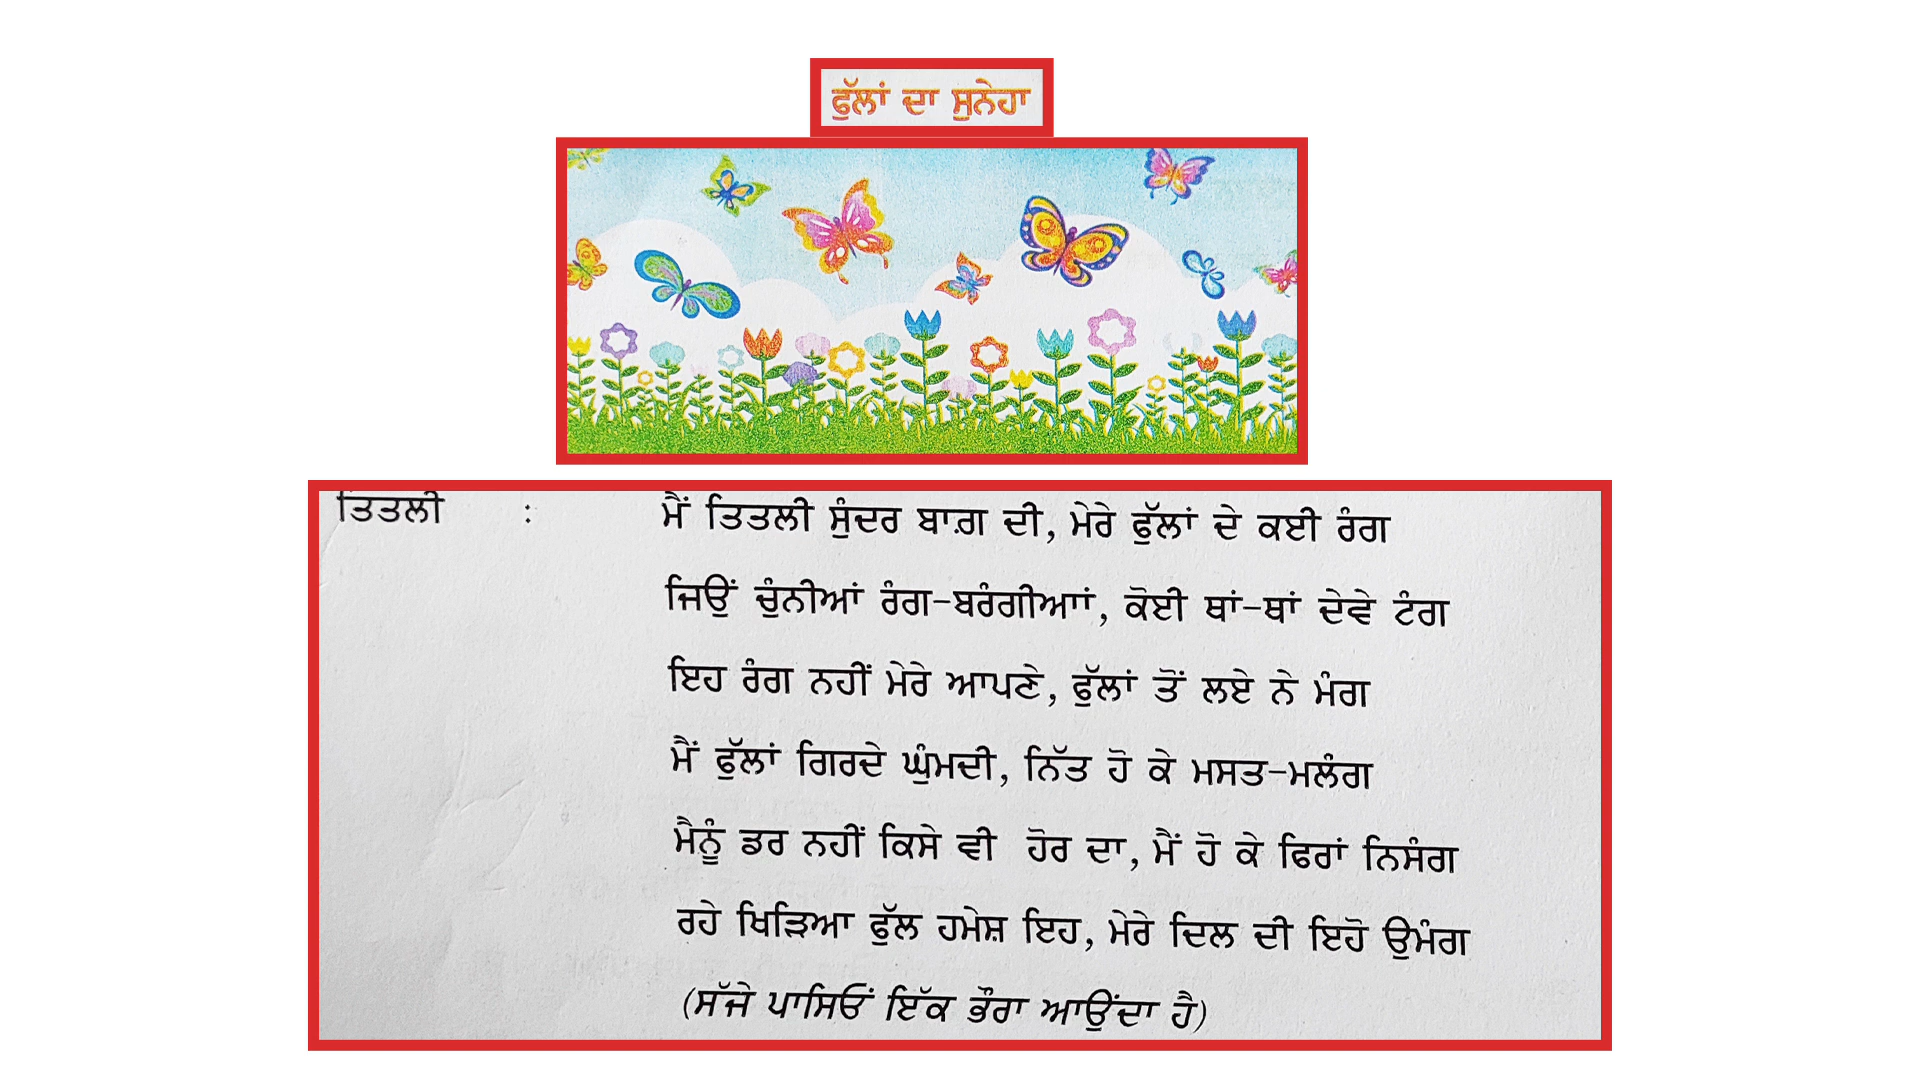 ਫੁੱਲਾਂ ਦਾ ਸੁਨੇਹਾ
ਤਿਤਲੀ : ਮੈਂ ਤਿਤਲੀ ਸੁੰਦਰ ਬਾਗ਼ ਦੀ, ਮੇਰੇ ਫੁੱਲਾਂ ਦੇ ਕਈ ਰੰਗ
ਜਿਉਂ ਚੁੰਨੀਆਂ ਰੰਗ-ਬਰੰਗੀਆਾਂ, ਕੋਈ ਥਾਂ-ਥਾਂ ਦੇਵੇ ਟੰਗ
ਇਹ ਰੰਗ ਨਹੀਂ ਮੇਰੇ ਆਪਣੇ, ਫੁੱਲਾਂ ਤੋਂ ਲਏ ਨੇ ਮੰਗ
ਮੈਂ ਫੁੱਲਾਂ ਗਿਰਦੇ ਘੁੰਮਦੀ, ਨਿੱਤ ਹੋ ਕੇ ਮਸਤ-ਮਲੰਗ
ਮੈਨੂੰ ਡਰ ਨਹੀਂ ਕਿਸੇ ਵੀ ਹੋਰ ਦਾ, ਮੈਂ ਹੋ ਕੇ ਫਿਰਾਂ ਨਿਸੰਗ
ਰਹੇ ਖਿੜਿਆ ਫੁੱਲ ਹਮੇਸ਼ ਇਹ, ਮੇਰੇ ਦਿਲ ਦੀ ਇਹੋ ਉਮੰਗ
(ਸੱਜੇ ਪਾਸਿਓਂ ਇੱਕ ਭੌਰਾ ਆਉਂਦਾ ਹੈ)